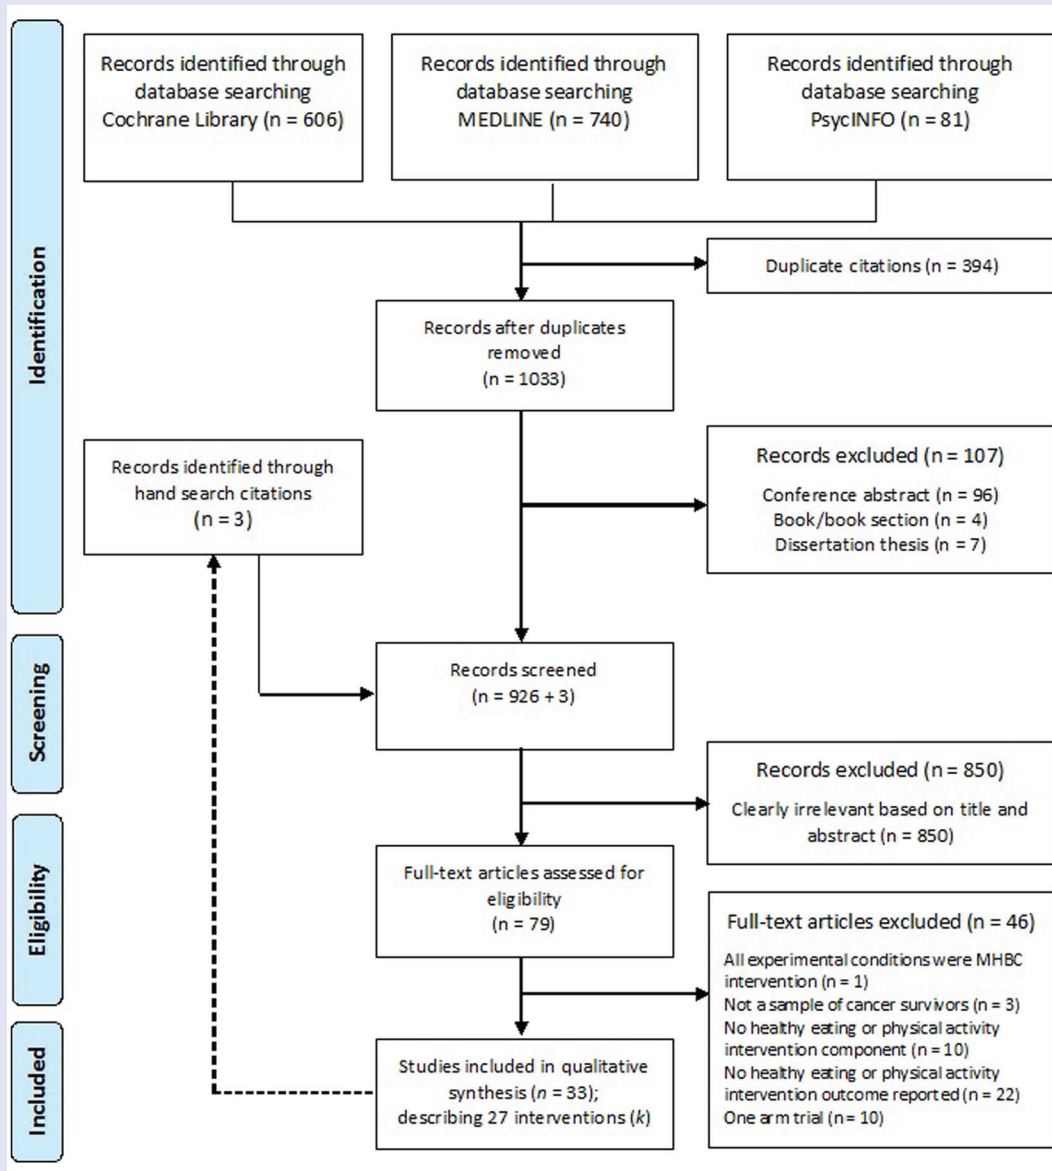 Identification
Records identified through
database searching
Cochrane Library (n = 606)
Records identified through
database searching
MEDLINE (n = 740)
Records identified through
database searching
PsycINFO (n = 81)
Duplicate citations (n = 394)
Records after duplicates
removed
(n = 1033)
Records identified through
hand search citations
(n = 3)
Records excluded (n = 107)
Conference abstract (n = 96)
Book/book section (n = 4)
Dissertation thesis (n = 7)
Screening
Records screened
(n = 926 + 3)
Records excluded (n = 850)
Clearly irrelevant based on title and
abstract (n = 850)
Eligibility
Full-text articles assessed for
eligibility
(n = 79)
Full-text articles excluded (n = 46)
All experimental conditions were MHBC
intervention (n = 1)
Not a sample of cancer survivors (n = 3)
No healthy eating or physical activity
intervention component (n = 10)
No healthy eating or physical activity
intervention outcome reported (n = 22)
One arm trial (n = 10)
Included
Studies included in qualitative
synthesis (n = 33);
describing 27 interventions (k)